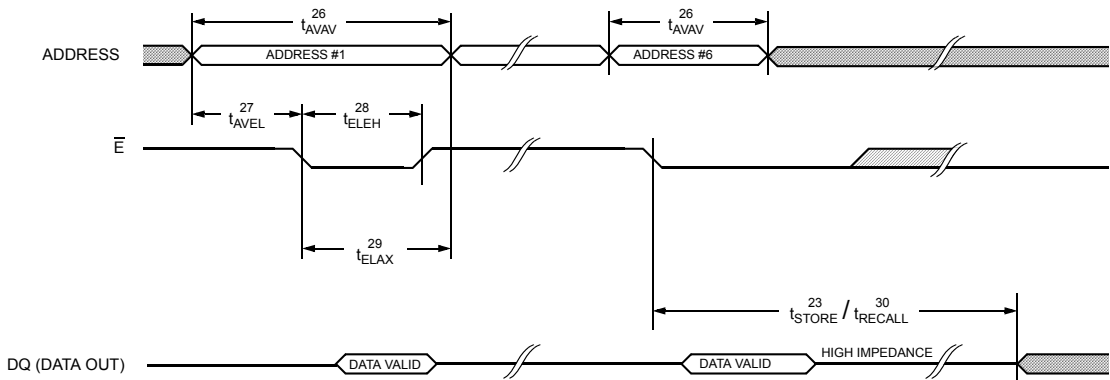 26
tAVAV
26
tAVAV
ADDRESS
ADDRESS #1
ADDRESS #6
27
tAVEL
28
tELEH
E̅
29
tELAX
23 30
tSTORE / tRECALL
DQ (DATA OUT)
DATA VALID
DATA VALID
HIGH IMPEDANCE